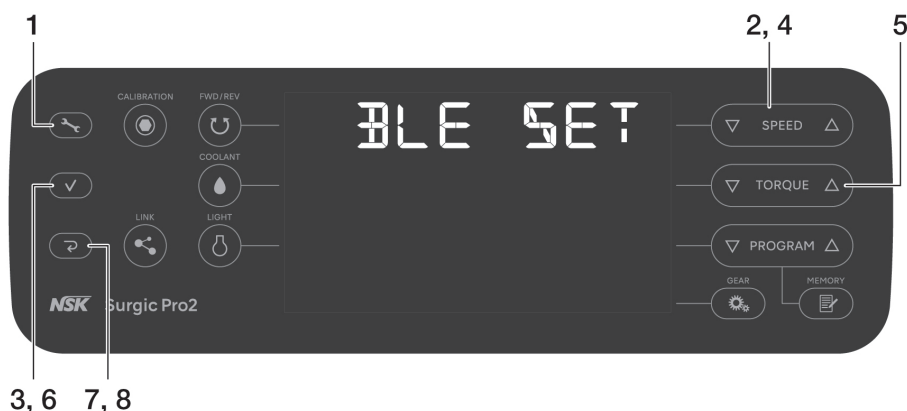 1
2, 4
5
CALIBRATION
FWD/REV
BLE SET
SPEED
COOLANT
TORQUE
LINK
LIGHT
PROGRAM
GEAR
MEMORY
NSK Surgic Pro2
3, 6
7, 8